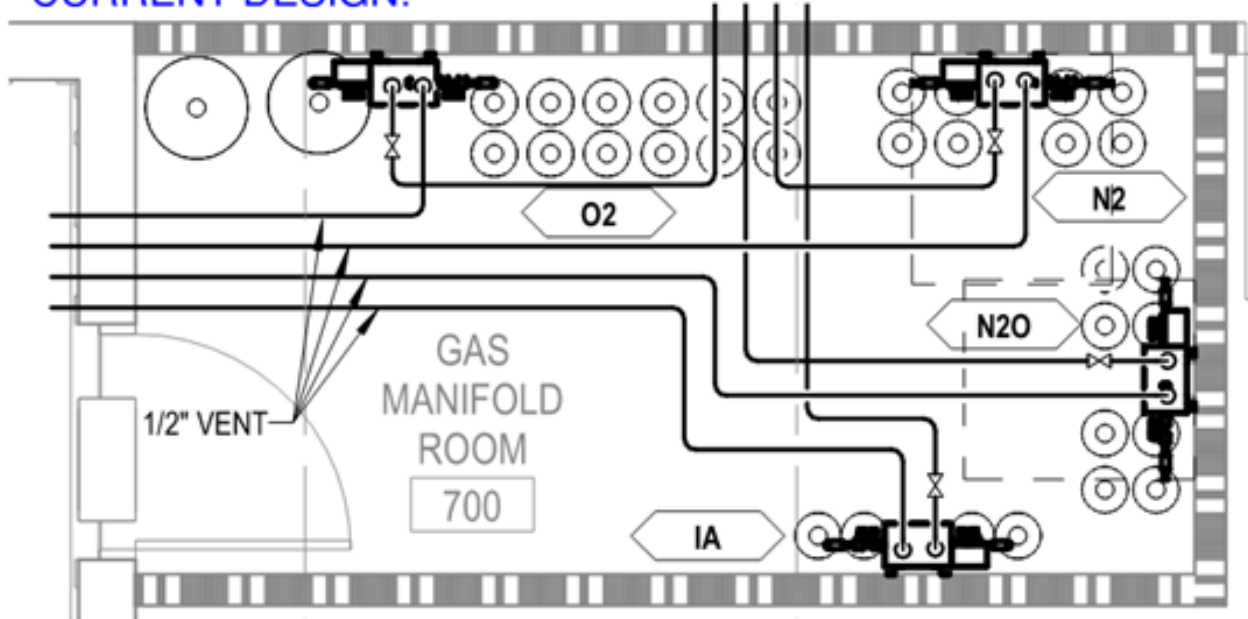 CURRENT DESIGN:
O2
N2
N2O
GAS
MANIFOLD
ROOM
1/2" VENT
700
IA